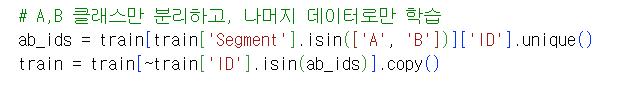 # A,B 클래스만 분리하고, 나머지 데이터로만 학습
ab_ids = train[train['Segment'].isin(['A', 'B'])]['ID'].unique()
train = train[~train['ID'].isin(ab_ids)].copy()